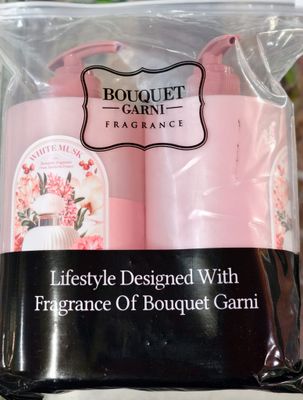 BOUQUET
GARNI
FRAGRANCE
WHITE MUSK
Lifestyle Designed With
Fragrance Of Bouquet Garni